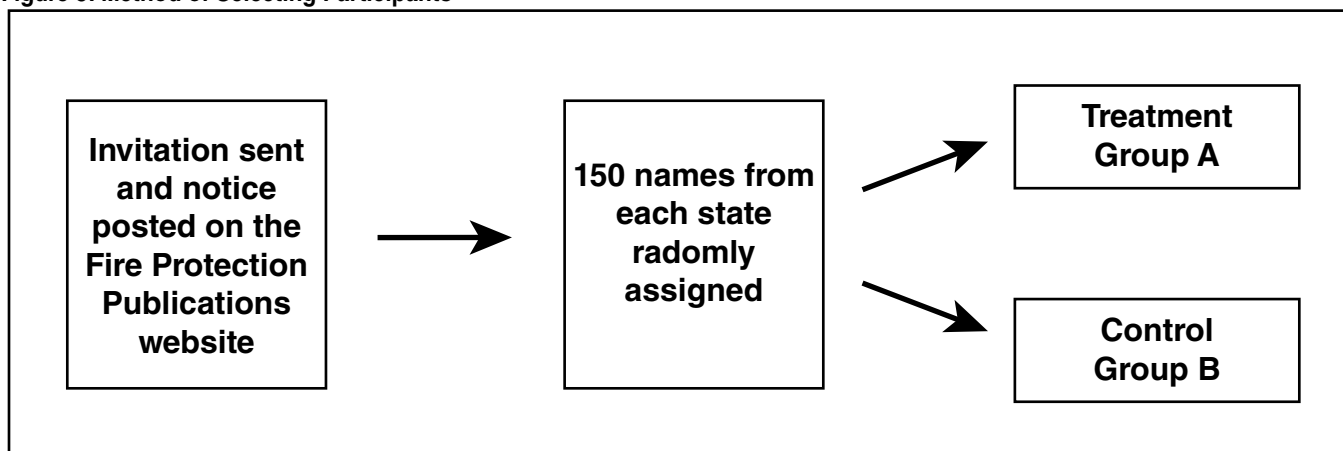 Invitation sent
and notice
posted on the
Fire Protection
Publications
website
150 names from
each state
radomly
assigned
Treatment
Group A
Control
Group B